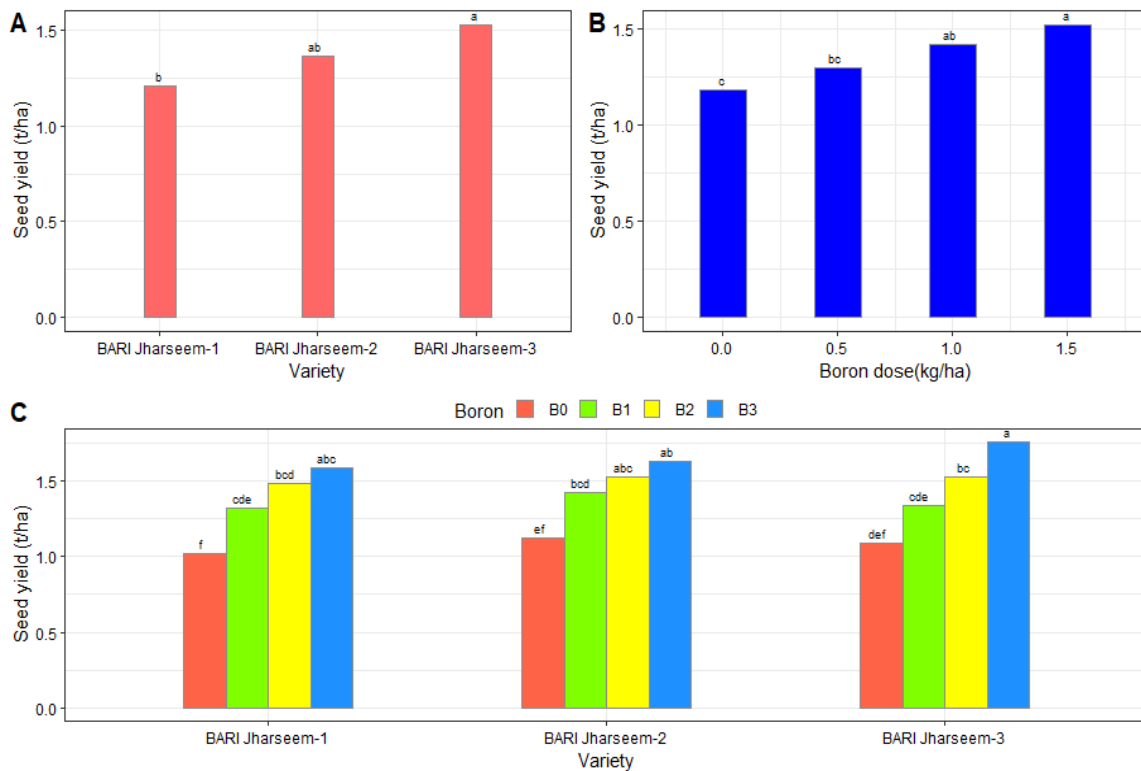 A
Seed yield (t/ha)
1.5
1.0
0.5
0.0
b
ab
a
BARI Jharseem-1 BARI Jharseem-2 BARI Jharseem-3
Variety
B
Seed yield (t/ha)
1.5
1.0
0.5
0.0
c
bc
ab
a
0.0 0.5 1.0 1.5
Boron dose(kg/ha)
C
Boron B0 B1 B2 B3
Seed yield (t/ha)
1.5
1.0
0.5
0.0
f cde bcd abc
ef bcd abc ab
def cde bc a
BARI Jharseem-1 BARI Jharseem-2 BARI Jharseem-3
Variety